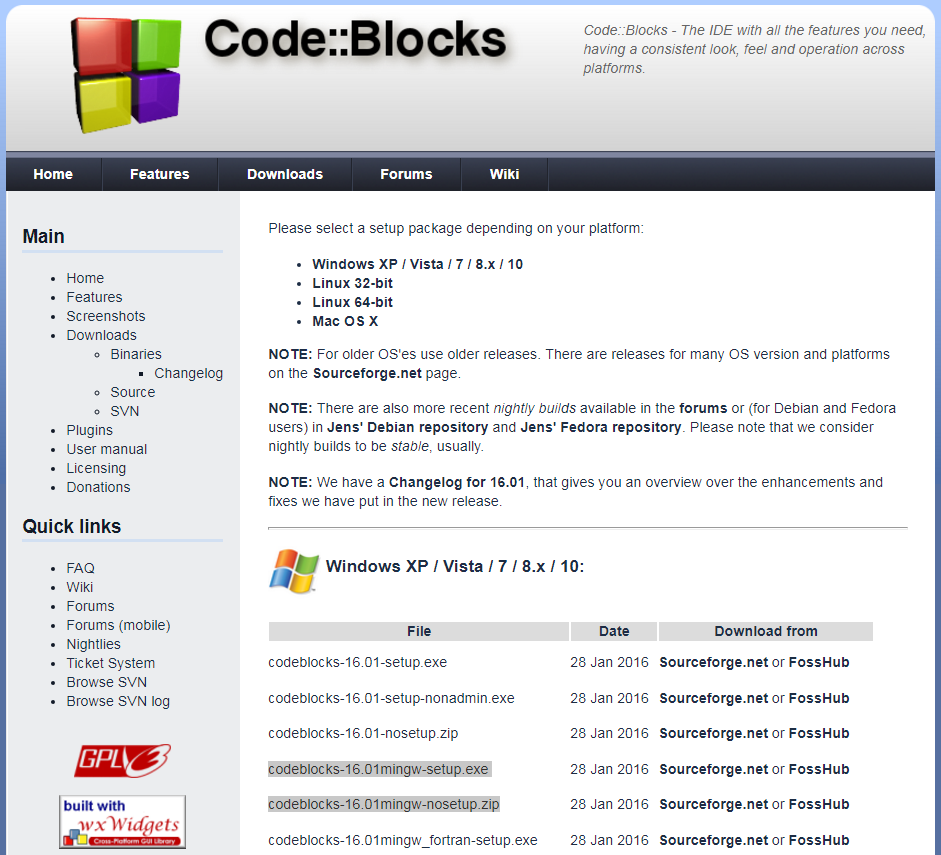 Code::Blocks
Code::Blocks - The IDE with all the features you need,
having a consistent look, feel and operation across
platforms.
Home Features Downloads Forums Wiki
Main
Home
Features
Screenshots
Downloads
Binaries
Changelog
Source
SVN
Plugins
User manual
Licensing
Donations
Quick links
FAQ
Wiki
Forums
Forums (mobile)
Nightlies
Ticket System
Browse SVN
Browse SVN log
GPLv3
built with
wxWidgets
Cross-Platform GUI Library
Please select a setup package depending on your platform:
Windows XP / Vista / 7 / 8.x / 10
Linux 32-bit
Linux 64-bit
Mac OS X
NOTE: For older OS'es use older releases. There are releases for many OS version and platforms
on the Sourceforge.net page.
NOTE: There are also more recent nightly builds available in the forums or (for Debian and Fedora
users) in Jens' Debian repository and Jens' Fedora repository. Please note that we consider
nightly builds to be stable, usually.
NOTE: We have a Changelog for 16.01, that gives you an overview over the enhancements and
fixes we have put in the new release.
Windows XP / Vista / 7 / 8.x / 10:
File Date Download from
codeblocks-16.01-setup.exe 28 Jan 2016 Sourceforge.net or FossHub
codeblocks-16.01-setup-nonadmin.exe 28 Jan 2016 Sourceforge.net or FossHub
codeblocks-16.01-nosetup.zip 28 Jan 2016 Sourceforge.net or FossHub
codeblocks-16.01mingw-setup.exe 28 Jan 2016 Sourceforge.net or FossHub
codeblocks-16.01mingw-nosetup.zip 28 Jan 2016 Sourceforge.net or FossHub
codeblocks-16.01mingw_fortran-setup.exe 28 Jan 2016 Sourceforge.net or FossHub